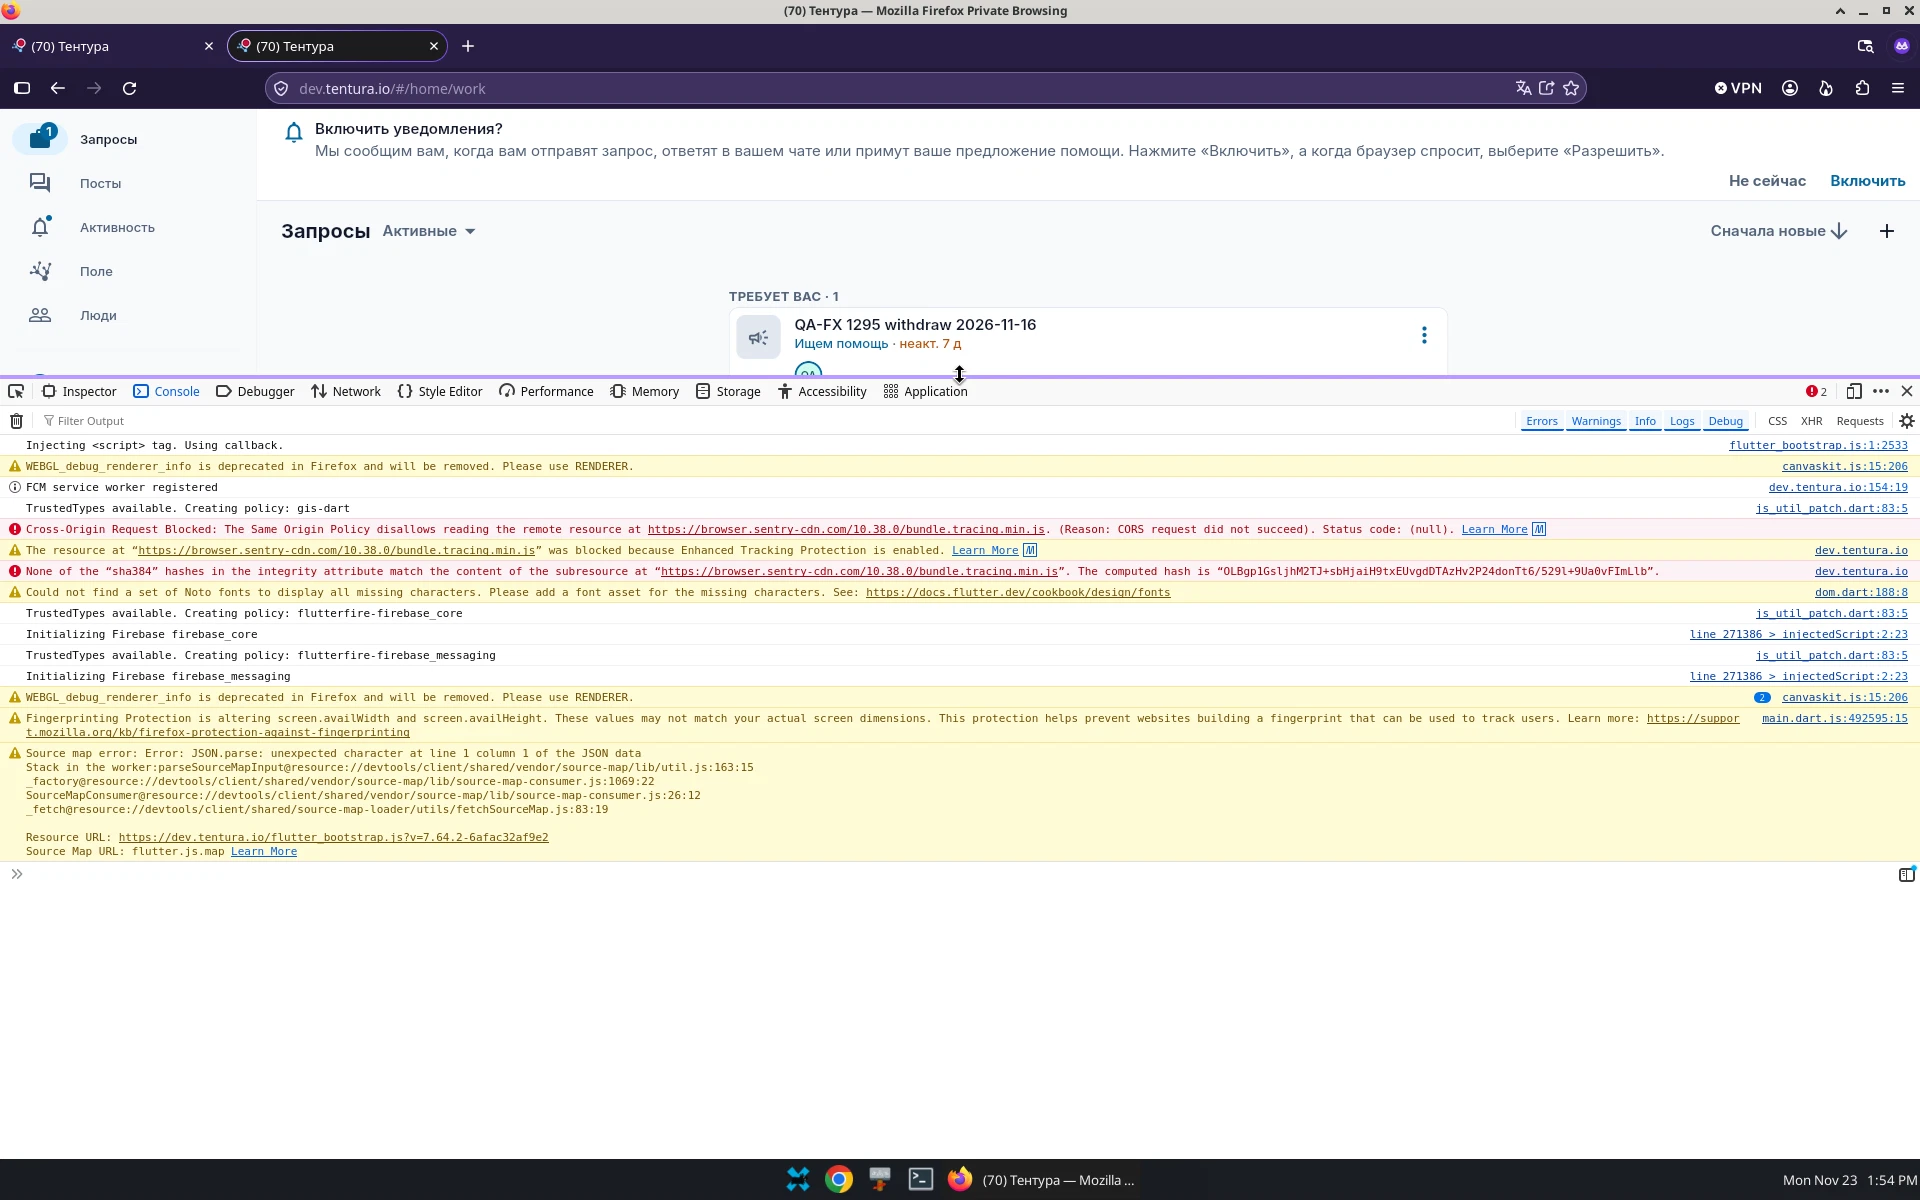 (70) Тентура — Mozilla Firefox Private Browsing
(70) Тентура
(70) Тентура
dev.tentura.io/#/home/work
VPN
1
Запросы
Посты
Активность
Поле
Люди
Включить уведомления?
Мы сообщим вам, когда вам отправят запрос, ответят в вашем чате или примут ваше предложение помощи. Нажмите «Включить», а когда браузер спросит, выберите «Разрешить».
Не сейчас
Включить
Запросы
Активные
Сначала новые
ТРЕБУЕТ ВАС · 1
QA-FX 1295 withdraw 2026-11-16
Ищем помощь · неакт. 7 д
Inspector
Console
Debugger
Network
Style Editor
Performance
Memory
Storage
Accessibility
Application
2
Filter Output
Errors
Warnings
Info
Logs
Debug
CSS
XHR
Requests
Injecting <script> tag. Using callback.
flutter_bootstrap.js:1:2533
WEBGL_debug_renderer_info is deprecated in Firefox and will be removed. Please use RENDERER.
canvaskit.js:15:206
FCM service worker registered
dev.tentura.io:154:19
TrustedTypes available. Creating policy: gis-dart
js_util_patch.dart:83:5
Cross-Origin Request Blocked: The Same Origin Policy disallows reading the remote resource at https://browser.sentry-cdn.com/10.38.0/bundle.tracing.min.js. (Reason: CORS request did not succeed). Status code: (null). Learn More
The resource at “https://browser.sentry-cdn.com/10.38.0/bundle.tracing.min.js” was blocked because Enhanced Tracking Protection is enabled. Learn More
dev.tentura.io
None of the “sha384” hashes in the integrity attribute match the content of the subresource at “https://browser.sentry-cdn.com/10.38.0/bundle.tracing.min.js”. The computed hash is “OLBgp1GsljhM2TJ+sbHjaiH9txEUvgdDTAzHv2P24donTt6/529l+9Ua0vFImLlb”.
dev.tentura.io
Could not find a set of Noto fonts to display all missing characters. Please add a font asset for the missing characters. See: https://docs.flutter.dev/cookbook/design/fonts
dom.dart:188:8
TrustedTypes available. Creating policy: flutterfire-firebase_core
js_util_patch.dart:83:5
Initializing Firebase firebase_core
line 271386 > injectedScript:2:23
TrustedTypes available. Creating policy: flutterfire-firebase_messaging
js_util_patch.dart:83:5
Initializing Firebase firebase_messaging
line 271386 > injectedScript:2:23
WEBGL_debug_renderer_info is deprecated in Firefox and will be removed. Please use RENDERER.
2
canvaskit.js:15:206
Fingerprinting Protection is altering screen.availWidth and screen.availHeight. These values may not match your actual screen dimensions. This protection helps prevent websites building a fingerprint that can be used to track users. Learn more: https://suppor
t.mozilla.org/kb/firefox-protection-against-fingerprinting
main.dart.js:492595:15
Source map error: Error: JSON.parse: unexpected character at line 1 column 1 of the JSON data
Stack in the worker:parseSourceMapInput@resource://devtools/client/shared/vendor/source-map/lib/util.js:163:15
_factory@resource://devtools/client/shared/vendor/source-map/lib/source-map-consumer.js:1069:22
SourceMapConsumer@resource://devtools/client/shared/vendor/source-map/lib/source-map-consumer.js:26:12
_fetch@resource://devtools/client/shared/source-map-loader/utils/fetchSourceMap.js:83:19
Resource URL: https://dev.tentura.io/flutter_bootstrap.js?v=7.64.2-6afac32af9e2
Source Map URL: flutter.js.map Learn More
(70) Тентура — Mozilla ...
Mon Nov 23 1:54 PM